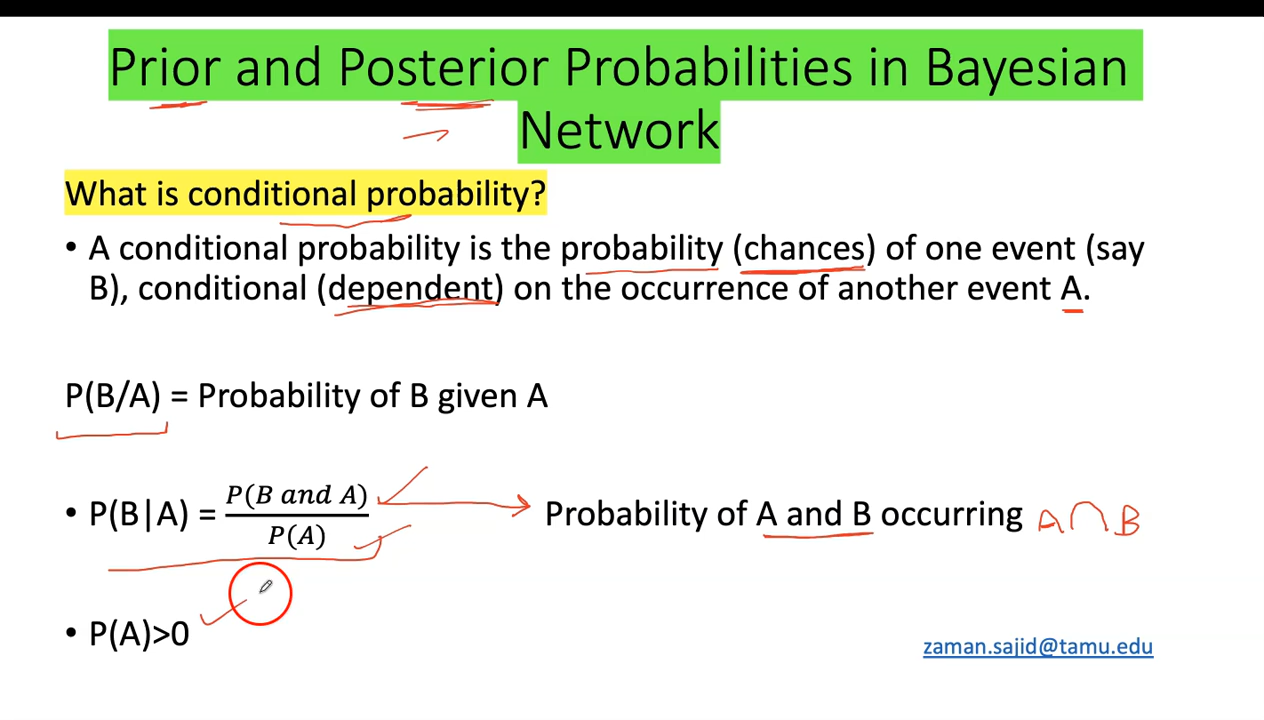 Prior and Posterior Probabilities in Bayesian
Network
What is conditional probability?
• A conditional probability is the probability (chances) of one event (say
B), conditional (dependent) on the occurrence of another event A.
P(B/A) = Probability of B given A
• P(B|A) = P(B and A) / P(A)
Probability of A and B occurring A∩B
• P(A)>0
zaman.sajid@tamu.edu